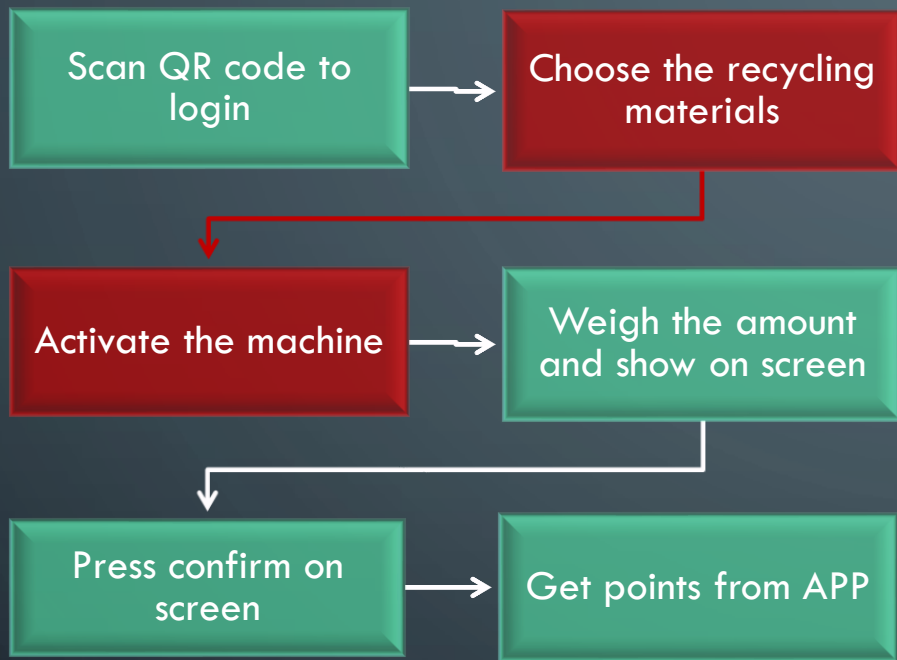 Scan QR code to
login
Choose the recycling
materials
Activate the machine
Weigh the amount
and show on screen
Press confirm on
screen
Get points from APP